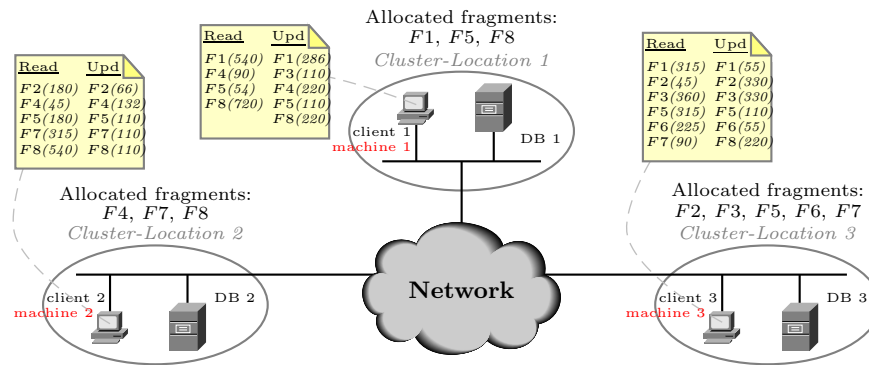 Allocated fragments:
F1, F5, F8
Cluster-Location 1
Read Upd
F1(540) F1(286)
F4(90) F3(110)
F5(54) F4(220)
F8(720) F5(110)
F8(220)
client 1
machine 1
DB 1
Read Upd
F2(180) F2(66)
F4(45) F4(132)
F5(180) F5(110)
F7(315) F7(110)
F8(540) F8(110)
Allocated fragments:
F4, F7, F8
Cluster-Location 2
client 2
machine 2
DB 2
Network
Read Upd
F1(315) F1(55)
F2(45) F2(330)
F3(360) F3(330)
F5(315) F5(110)
F6(225) F6(55)
F7(90) F8(220)
Allocated fragments:
F2, F3, F5, F6, F7
Cluster-Location 3
client 3
machine 3
DB 3